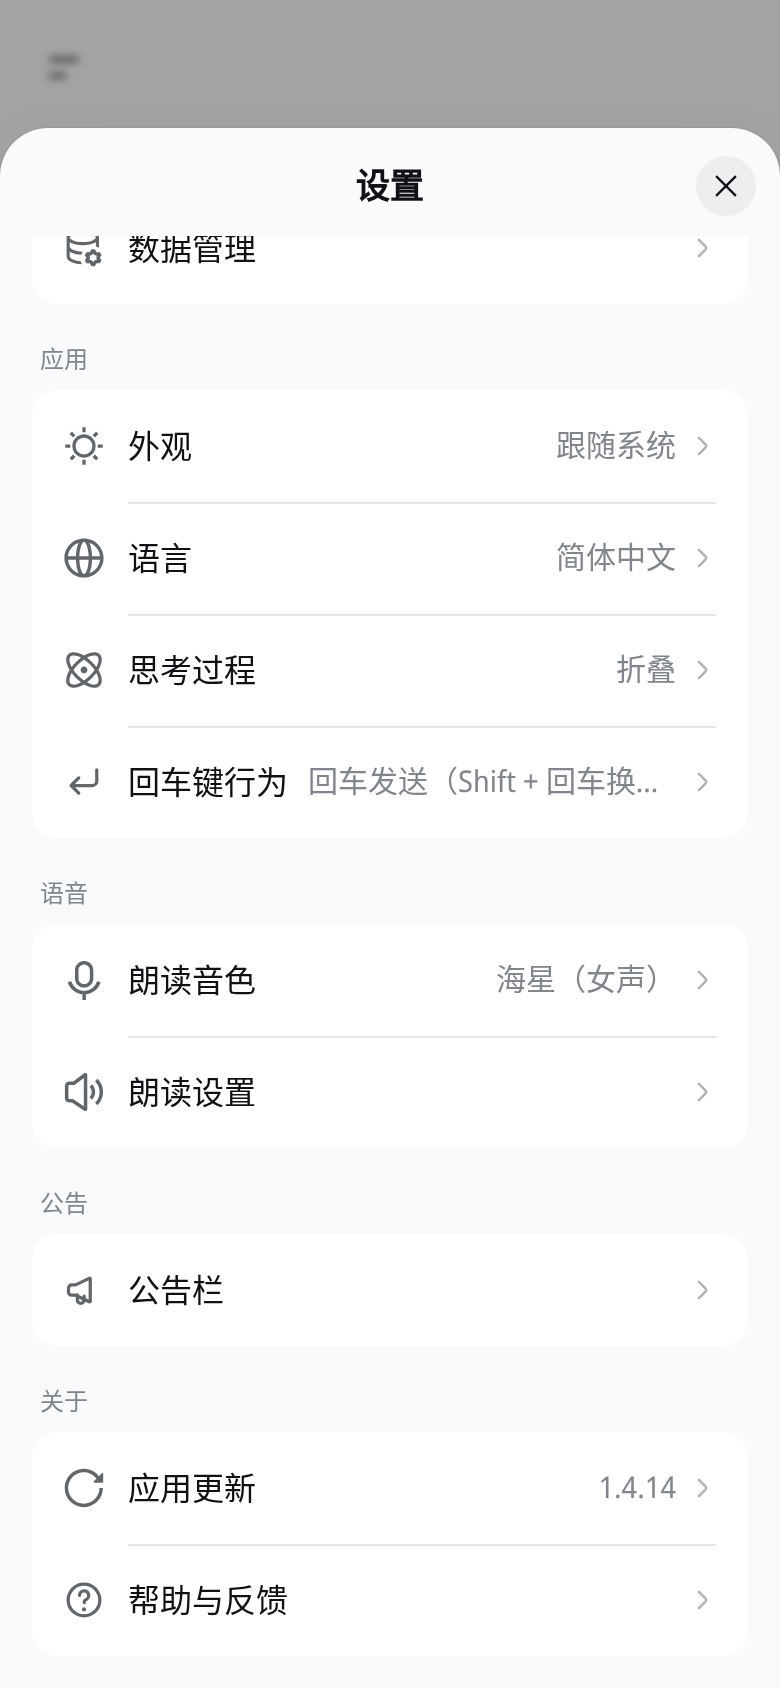 设置
数据管理
应用
外观 跟随系统
语言 简体中文
思考过程 折叠
回车键行为 回车发送（Shift + 回车换...
语音
朗读音色 海星（女声）
朗读设置
公告
公告栏
关于
应用更新 1.4.14
帮助与反馈